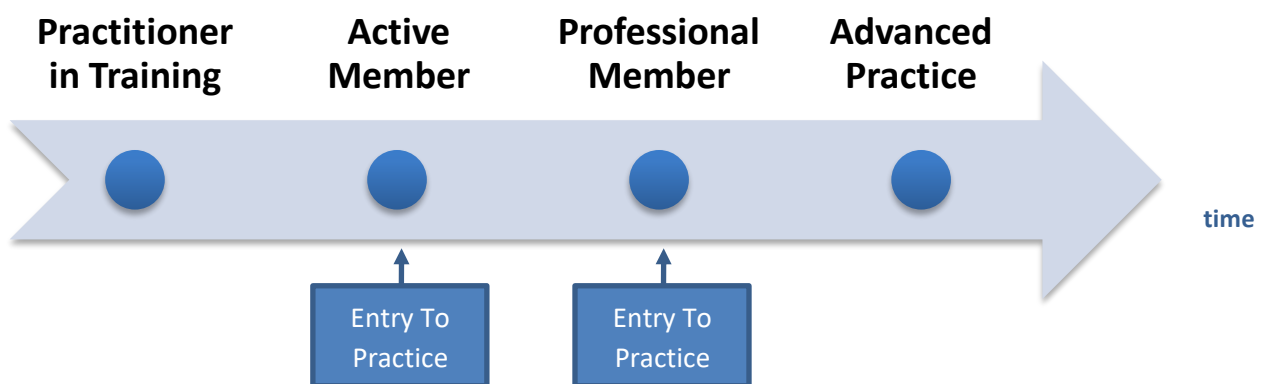 Practitioner
in Training
Active
Member
Professional
Member
Advanced
Practice
time
Entry To
Practice
Entry To
Practice